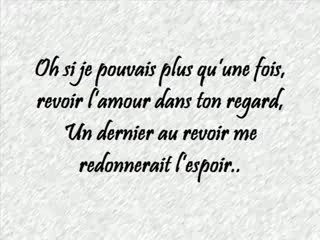 Oh si je pouvais plus qu'une fois,
revoir l'amour dans ton regard,
Un dernier au revoir me
redonnerait l'espoir..